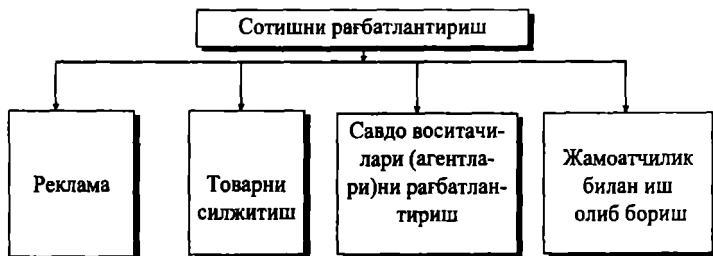 Сотишни рағбатлантириш
Реклама
Товарни
силжитиш
Савдо воситачи-
лари (агентла-
ри)ни рағбатлан-
тириш
Жамоатчилик
билан иш
олиб бориш